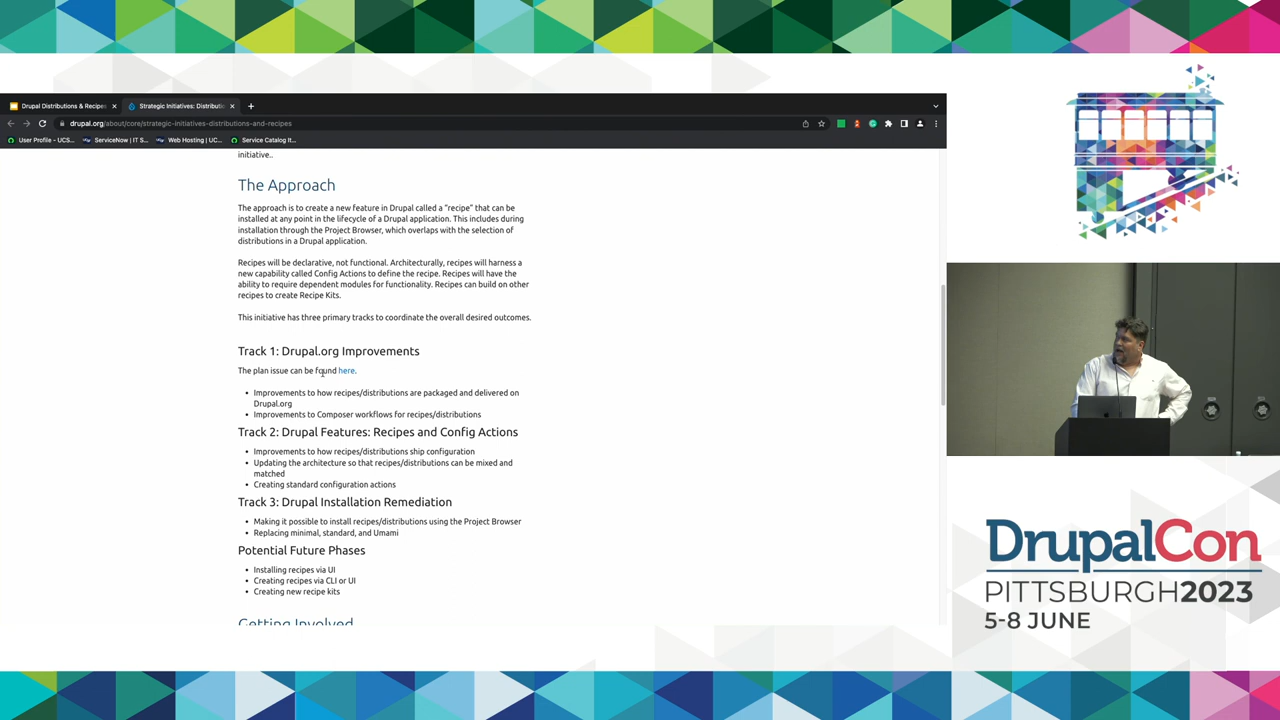 Drupal Distributions & Recipes
Strategic Initiatives: Distributi
drupal.org/about/core/strategic-initiatives-distributions-and-recipes
User Profile - UCS...
ServiceNow | IT S...
Web Hosting | UC...
Service Catalog It...
initiative..
The Approach
The approach is to create a new feature in Drupal called a "recipe" that can be
installed at any point in the lifecycle of a Drupal application. This includes during
installation through the Project Browser, which overlaps with the selection of
distributions in a Drupal application.
Recipes will be declarative, not functional. Architecturally, recipes will harness a
new capability called Config Actions to define the recipe. Recipes will have the
ability to require dependent modules for functionality. Recipes can build on other
recipes to create Recipe Kits.
This initiative has three primary tracks to coordinate the overall desired outcomes.
Track 1: Drupal.org Improvements
The plan issue can be found here.
• Improvements to how recipes/distributions are packaged and delivered on
Drupal.org
• Improvements to Composer workflows for recipes/distributions
Track 2: Drupal Features: Recipes and Config Actions
• Improvements to how recipes/distributions ship configuration
• Updating the architecture so that recipes/distributions can be mixed and
matched
• Creating standard configuration actions
Track 3: Drupal Installation Remediation
• Making it possible to install recipes/distributions using the Project Browser
• Replacing minimal, standard, and Umami
Potential Future Phases
• Installing recipes via UI
• Creating recipes via CLI or UI
• Creating new recipe kits
Getting Involved
DrupalCon
PITTSBURGH2023
5-8 JUNE